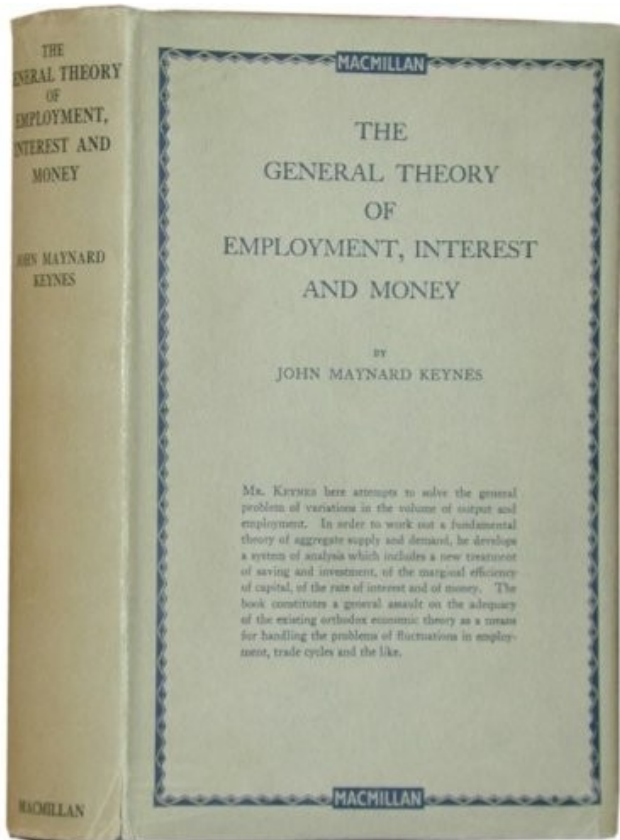 THE
GENERAL THEORY
OF
EMPLOYMENT,
INTEREST AND
MONEY
JOHN MAYNARD
KEYNES
MACMILLAN
MACMILLAN
THE
GENERAL THEORY
OF
EMPLOYMENT, INTEREST
AND MONEY
BY
JOHN MAYNARD KEYNES
MR. KEYNES here attempts to solve the general
problem of variations in the volume of output and
employment. In order to work out a fundamental
theory of aggregate supply and demand, he develops
a system of analysis which includes a new treatment
of saving and investment, of the marginal efficiency
of capital, of the rate of interest and of money. The
book constitutes a general assault on the adequacy
of the existing orthodox economic theory as a means
for handling the problems of fluctuations in employ-
ment, trade cycles and the like.
MACMILLAN